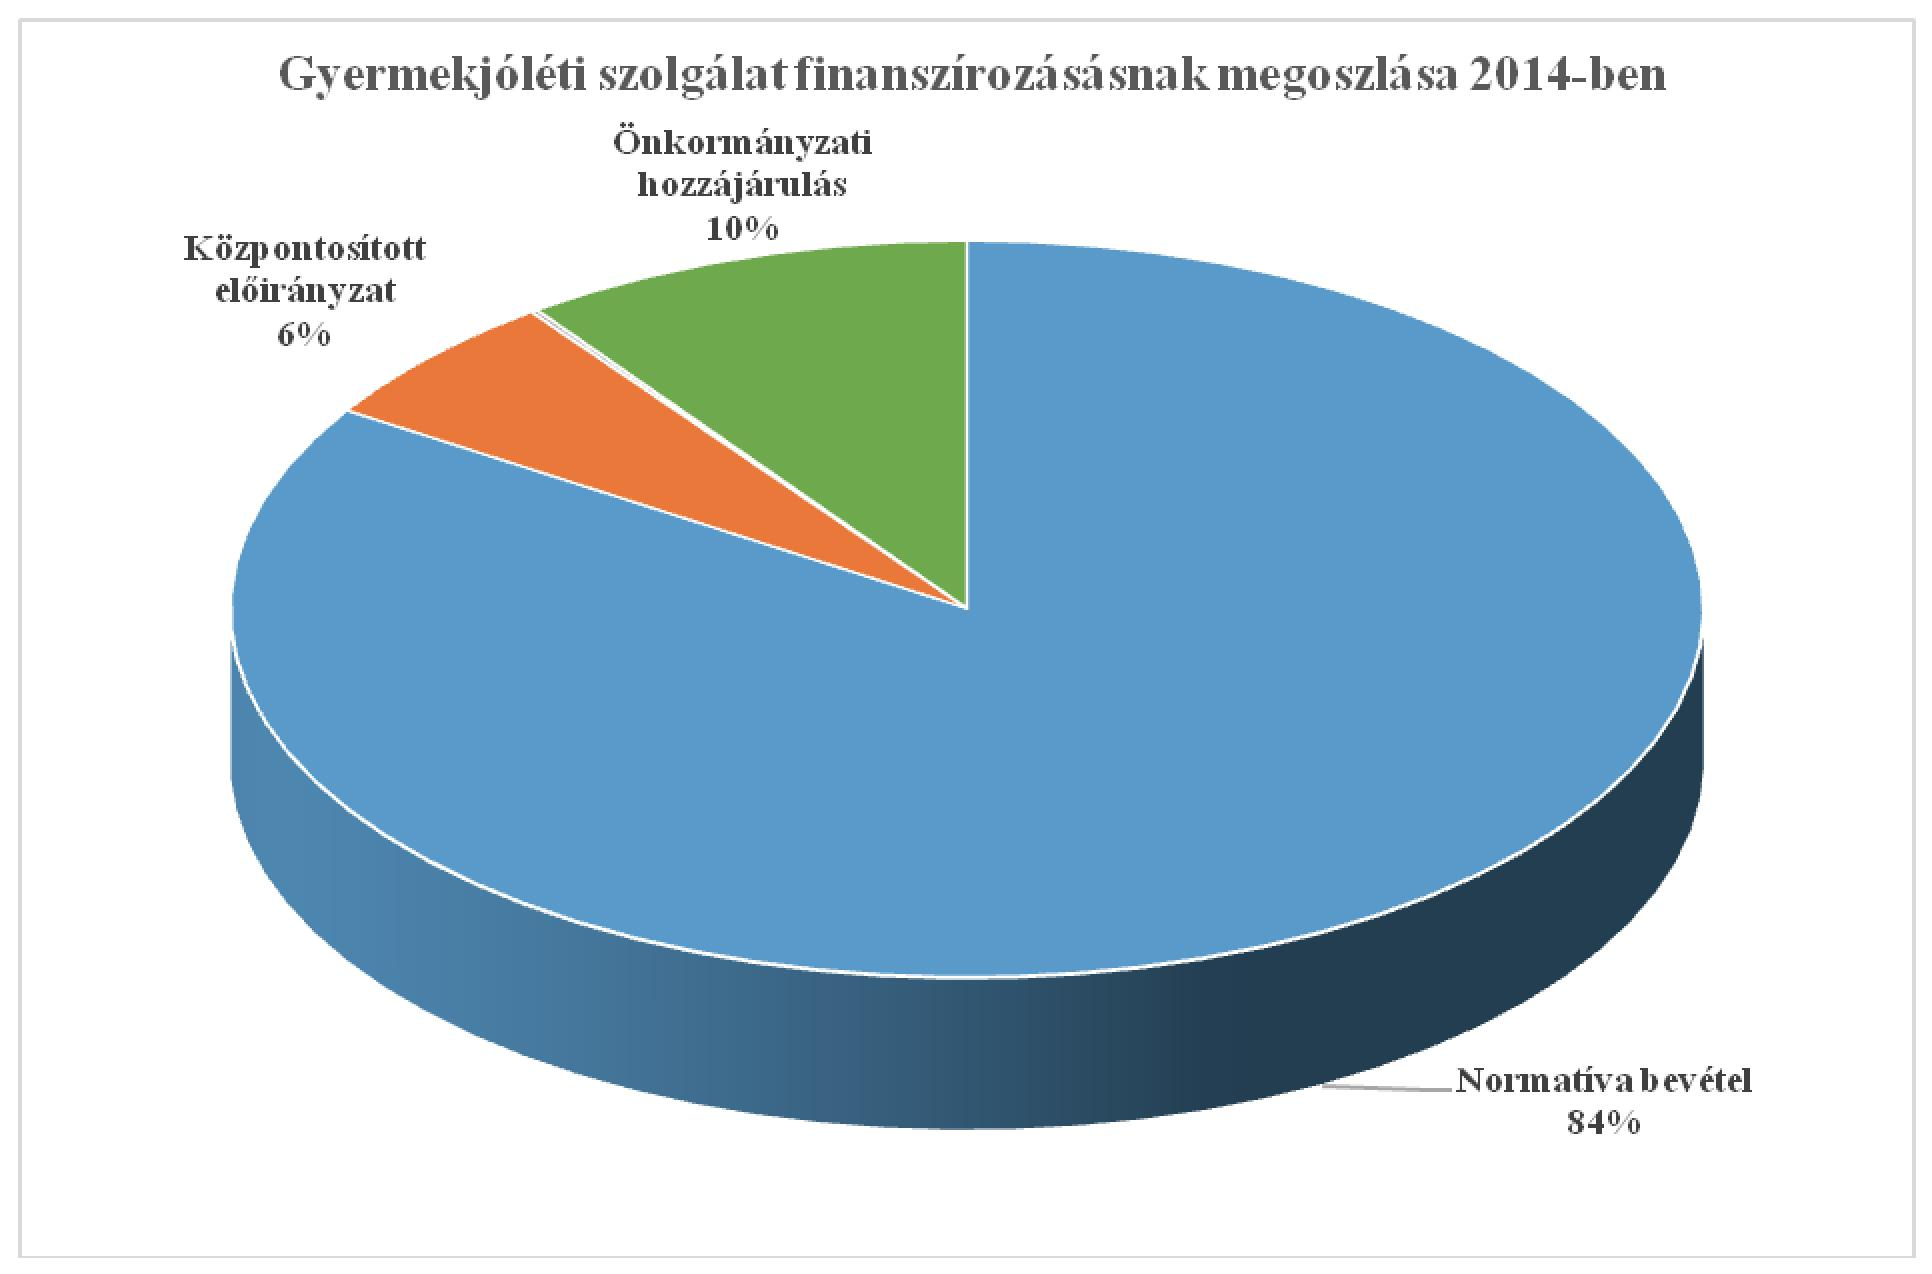 Gyermekjóléti szolgálat finanszírozásásnak megoszlása 2014-ben
Önkormányzati
hozzájárulás
10%
Központosított
előirányzat
6%
Normatíva bevétel
84%